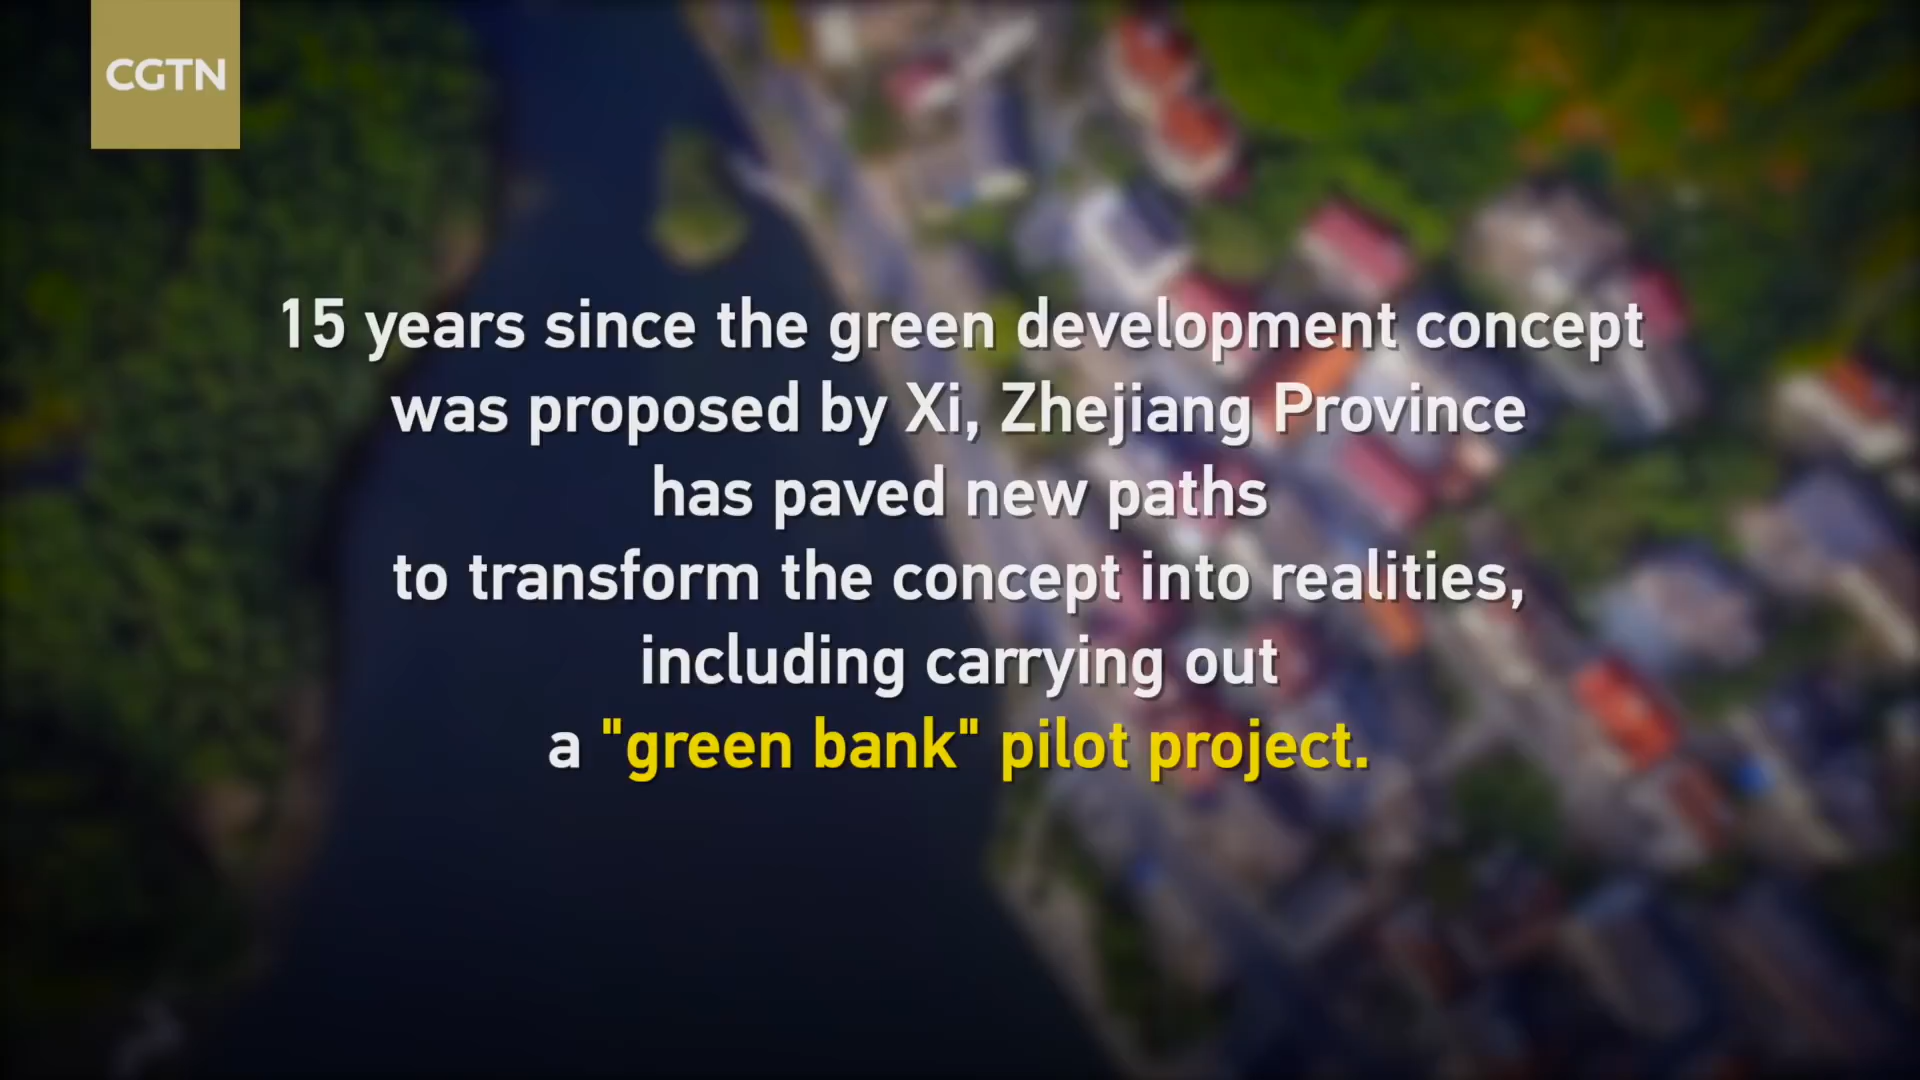 CGTN
15 years since the green development concept
was proposed by Xi, Zhejiang Province
has paved new paths
to transform the concept into realities,
including carrying out
a "green bank" pilot project.